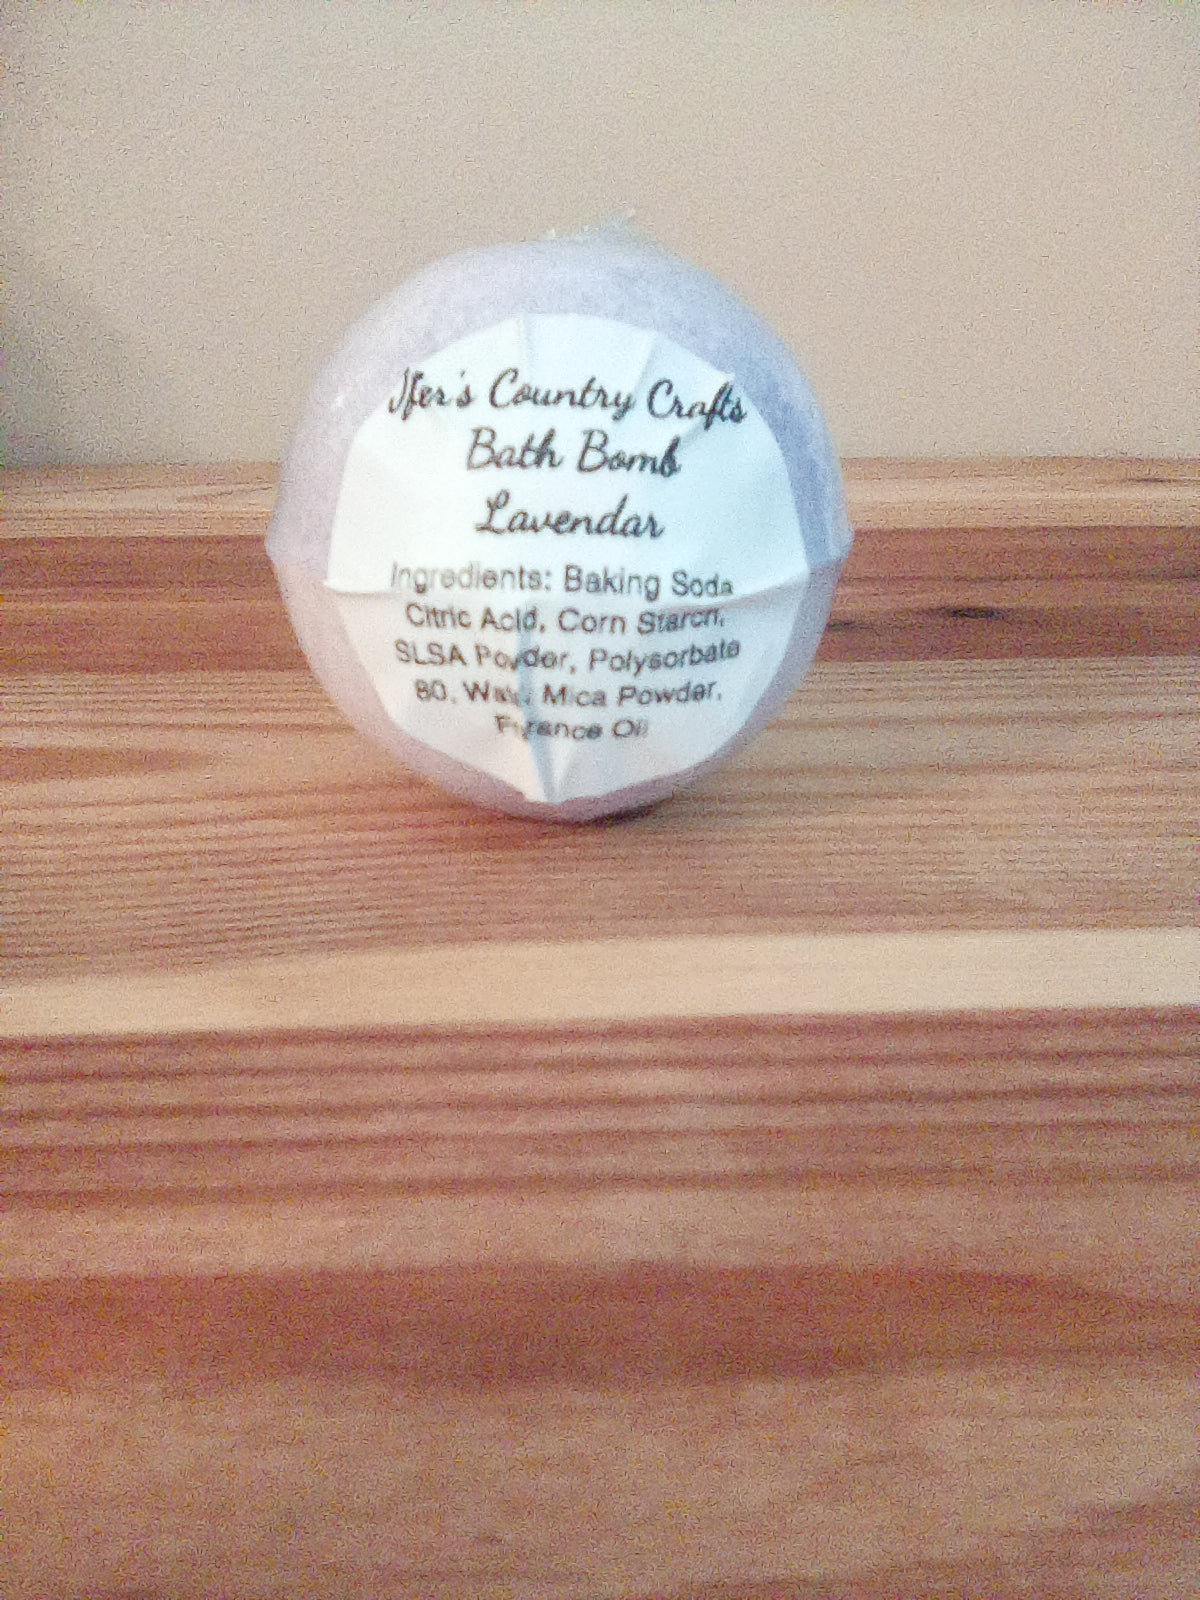 Jfer's Country Crafts
Bath Bomb
Lavendar
Ingredients: Baking Soda
Citric Acid, Corn Starch,
SLSA Powder, Polysorbate
80, Mica Powder,
Oil